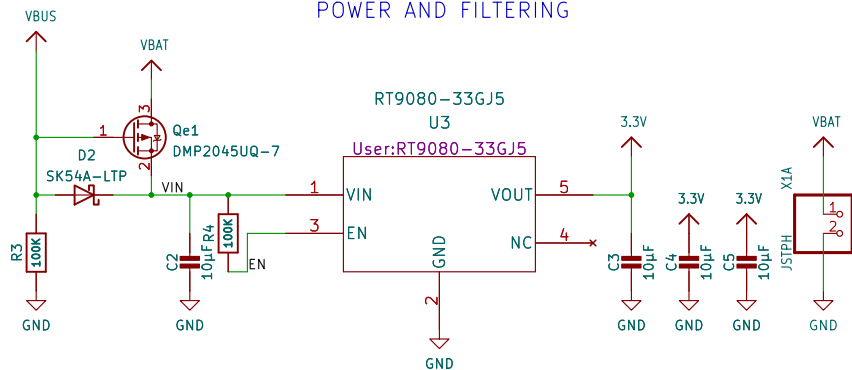 POWER AND FILTERING
VBUS
VBAT
3
1
Qe1
DMP2045UQ-7
2
D2
SK54A-LTP
VIN
R3
100K
GND
C2
10µF
GND
R4
100K
EN
RT9080-33GJ5
U3
User:RT9080-33GJ5
1
VIN
3
EN
VOUT
5
NC
4
GND
2
GND
3.3V
C3
10µF
GND
3.3V
C4
10µF
GND
3.3V
C5
10µF
GND
VBAT
X1A
1
2
JSTPH
GND